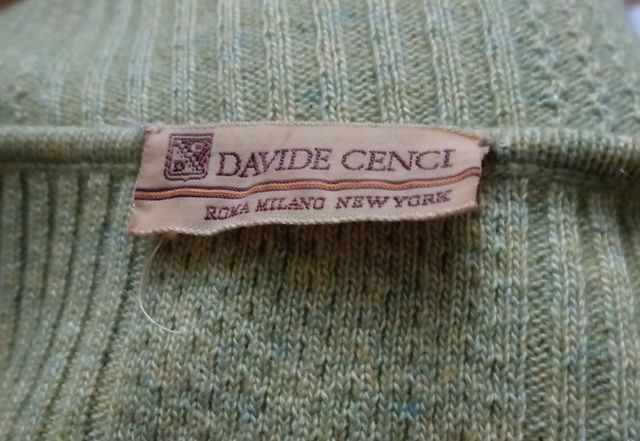 DAVIDE CENCI
ROMA MILANO NEW YORK